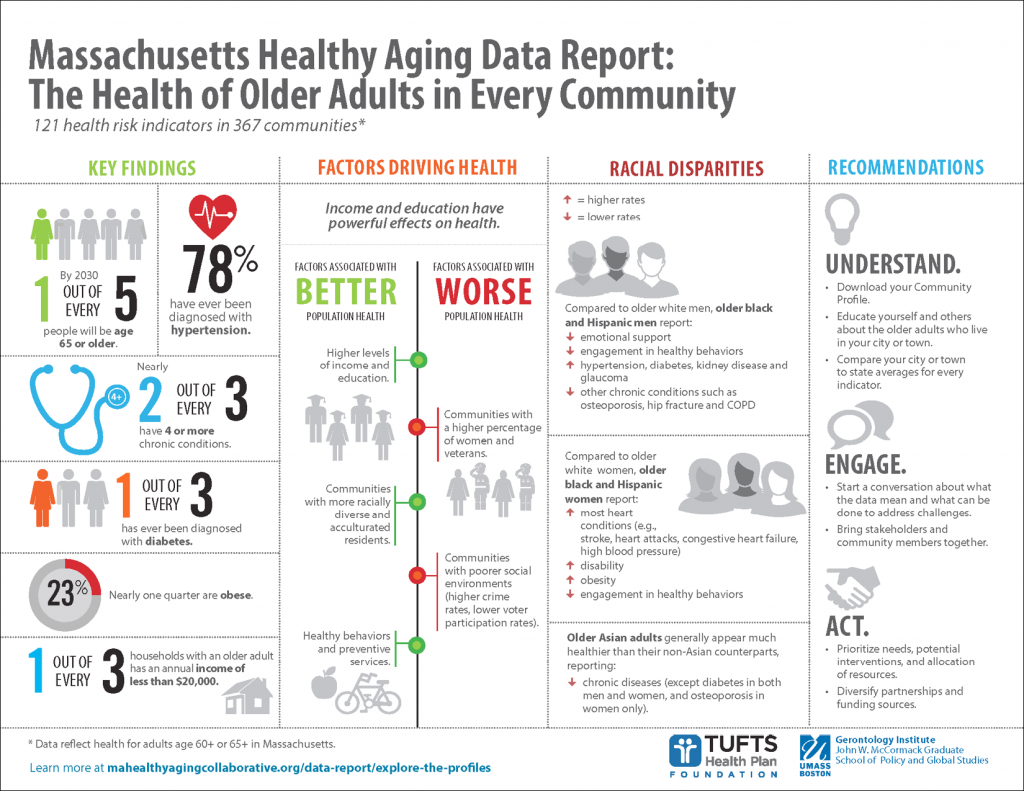 Massachusetts Healthy Aging Data Report:
The Health of Older Adults in Every Community
121 health risk indicators in 367 communities*
KEY FINDINGS
1
By 2030
OUT OF
EVERY
5
people will be age
65 or older.
78%
have ever been
diagnosed with
hypertension.
4+
Nearly
2 OUT OF
EVERY 3
have 4 or more
chronic conditions.
1 OUT OF
EVERY 3
has ever been diagnosed
with diabetes.
23%
Nearly one quarter are obese.
1 OUT OF
EVERY 3
households with an older adult
has an annual income of
less than $20,000.
FACTORS DRIVING HEALTH
Income and education have
powerful effects on health.
FACTORS ASSOCIATED WITH
BETTER
POPULATION HEALTH
FACTORS ASSOCIATED WITH
WORSE
POPULATION HEALTH
Higher levels
of income and
education.
Communities with
a higher percentage
of women and
veterans.
Communities
with more racially
diverse and
acculturated
residents.
Communities
with poorer social
environments
(higher crime
rates, lower voter
participation rates).
Healthy behaviors
and preventive
services.
RACIAL DISPARITIES
↑ = higher rates
↓ = lower rates
Compared to older white men, older black
and Hispanic men report:
↓ emotional support
↓ engagement in healthy behaviors
↑ hypertension, diabetes, kidney disease and
glaucoma
↓ other chronic conditions such as
osteoporosis, hip fracture and COPD
Compared to older
white women, older
black and Hispanic
women report:
↑ most heart
conditions (e.g.,
stroke, heart attacks, congestive heart failure,
high blood pressure)
↑ disability
↑ obesity
↓ engagement in healthy behaviors
Older Asian adults generally appear much
healthier than their non-Asian counterparts,
reporting:
↓ chronic diseases (except diabetes in both
men and women, and osteoporosis in
women only).
RECOMMENDATIONS
UNDERSTAND.
• Download your Community
Profile.
• Educate yourself and others
about the older adults who live
in your city or town.
• Compare your city or town
to state averages for every
indicator.
ENGAGE.
• Start a conversation about what
the data mean and what can be
done to address challenges.
• Bring stakeholders and
community members together.
ACT.
• Prioritize needs, potential
interventions, and allocation
of resources.
• Diversify partnerships and
funding sources.
* Data reflect health for adults age 60+ or 65+ in Massachusetts.
Learn more at mahealthyagingcollaborative.org/data-report/explore-the-profiles
TUFTS
Health Plan
FOUNDATION
UMASS
BOSTON
Gerontology Institute
John W. McCormack Graduate
School of Policy and Global Studies